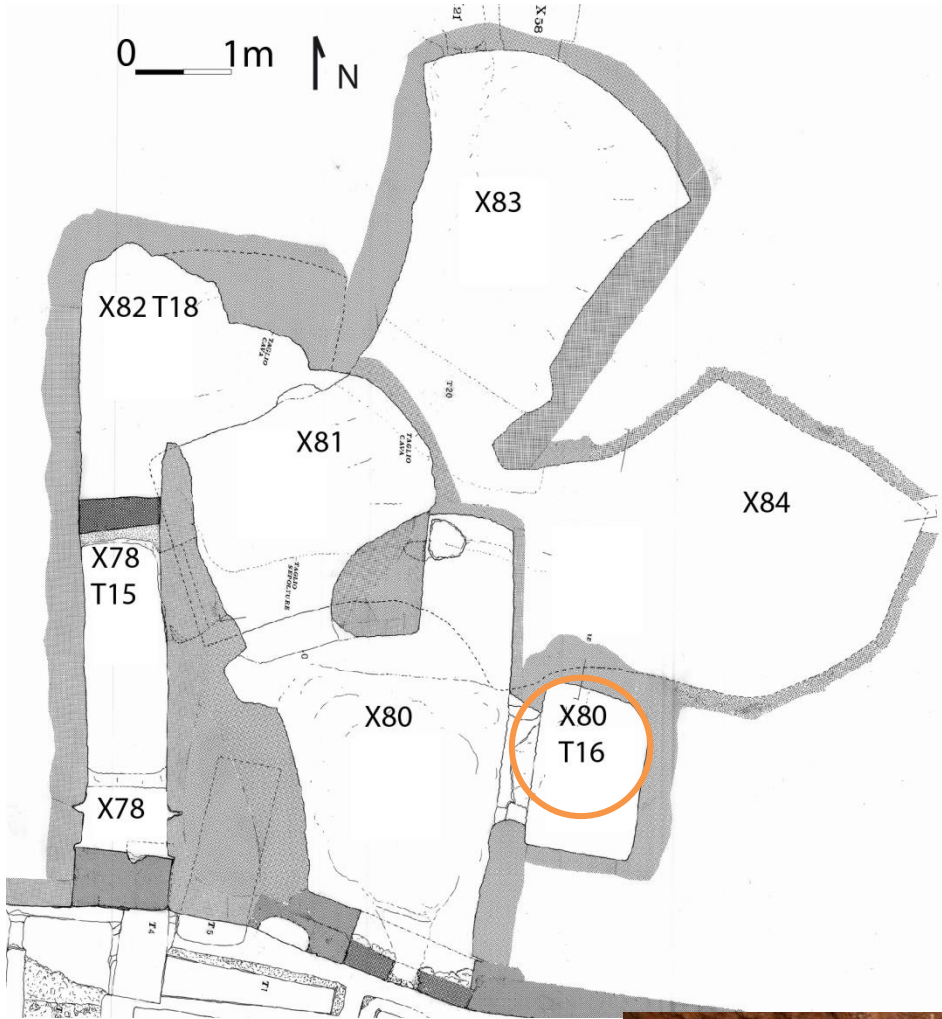 0 1m
N
X58
X83
X82 T18
TAGLIO
CAVA
T20
X81
TAGLIO
CAVA
X84
X78
T15
TAGLIO
SEPOLTURE
X80
X80
T16
X78
T4
T5
T1